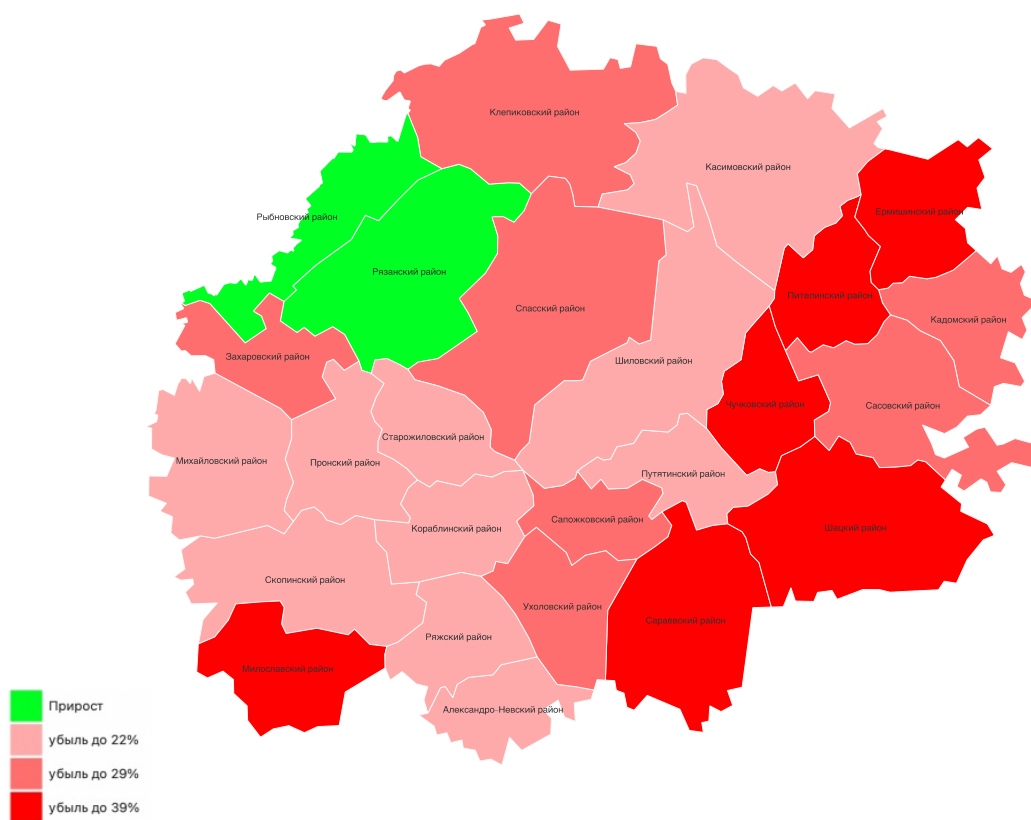 Клепиковский район
Касимовский район
Рыбновский район
Ермишинский район
Рязанский район
Пителинский район
Спасский район
Кадомский район
Захаровский район
Шиловский район
Чучковский район
Сасовский район
Старожиловский район
Михайловский район
Пронский район
Путятинский район
Сапожковский район
Кораблинский район
Шацкий район
Скопинский район
Ухоловский район
Сараевский район
Ряжский район
Милославский район
Александро-Невский район
Прирост
убыль до 22%
убыль до 29%
убыль до 39%